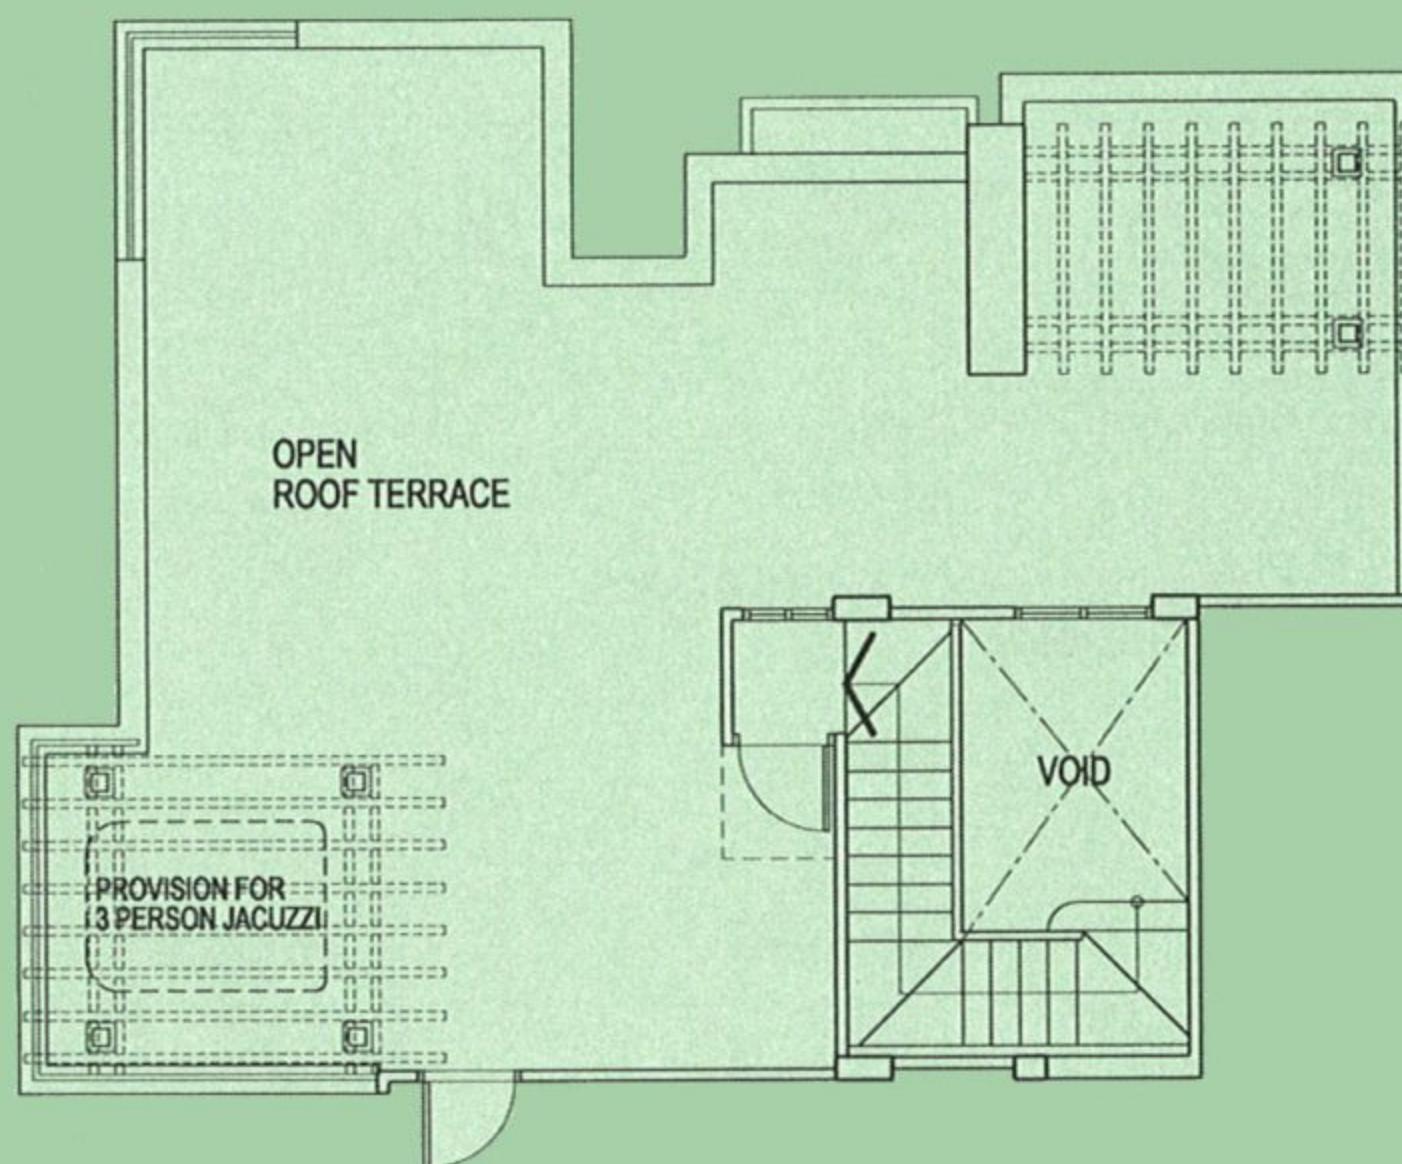 OPEN
ROOF TERRACE
VOID
PROVISION FOR
3 PERSON JACUZZI